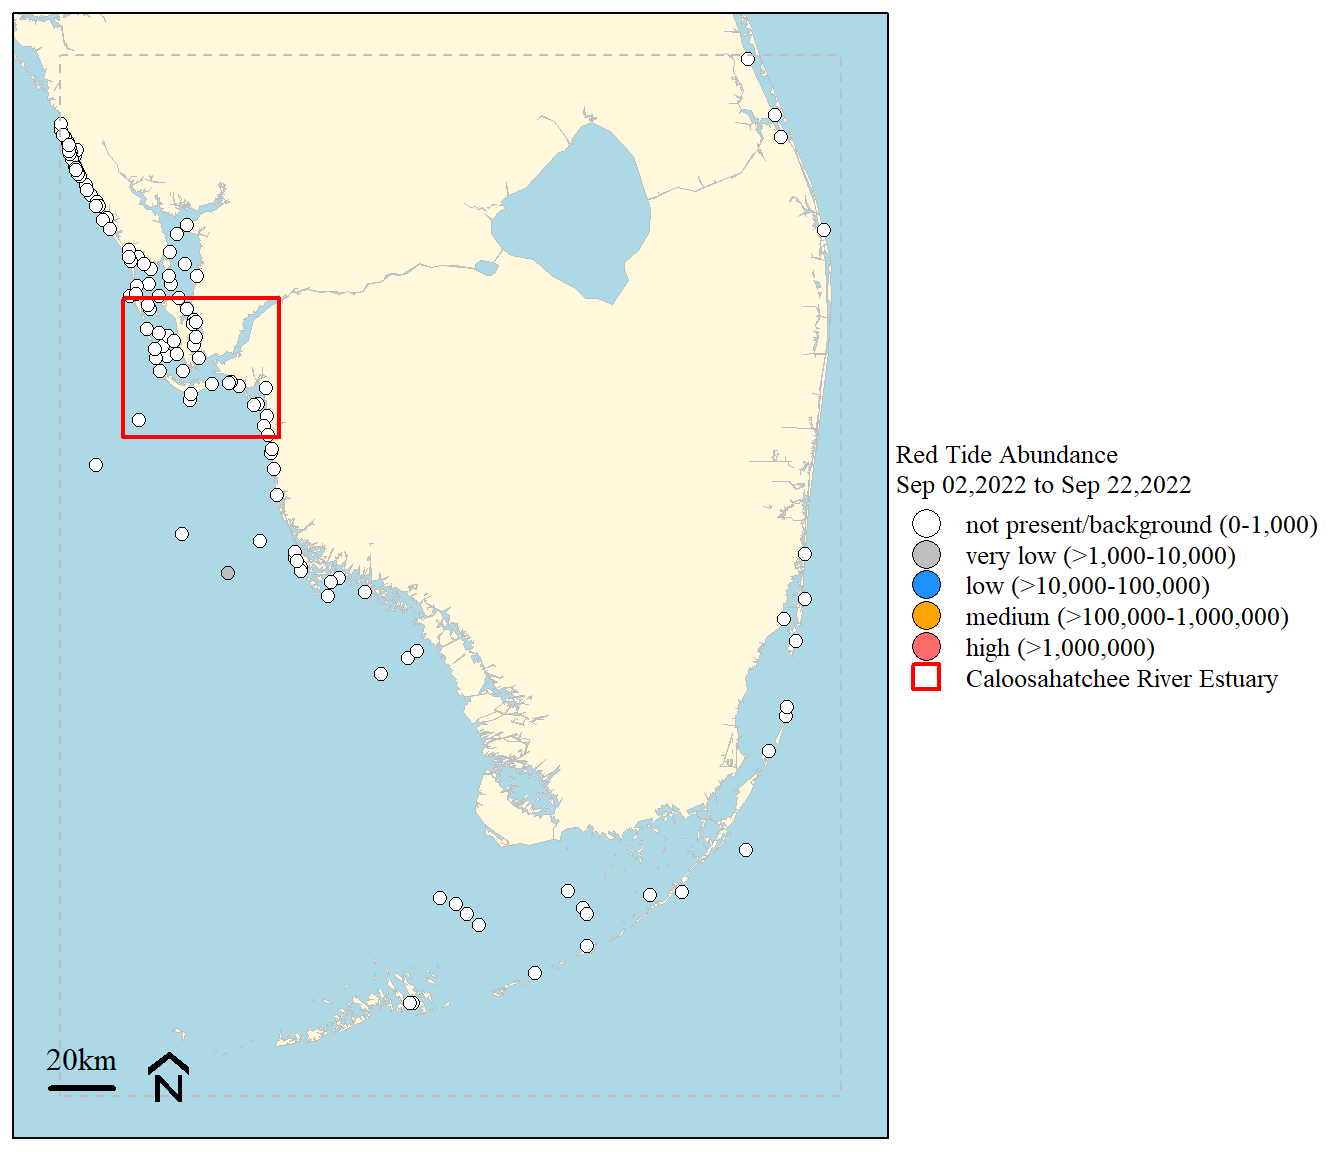 Red Tide Abundance
Sep 02,2022 to Sep 22,2022
not present/background (0-1,000)
very low (>1,000-10,000)
low (>10,000-100,000)
medium (>100,000-1,000,000)
high (>1,000,000)
Caloosahatchee River Estuary
20km
N